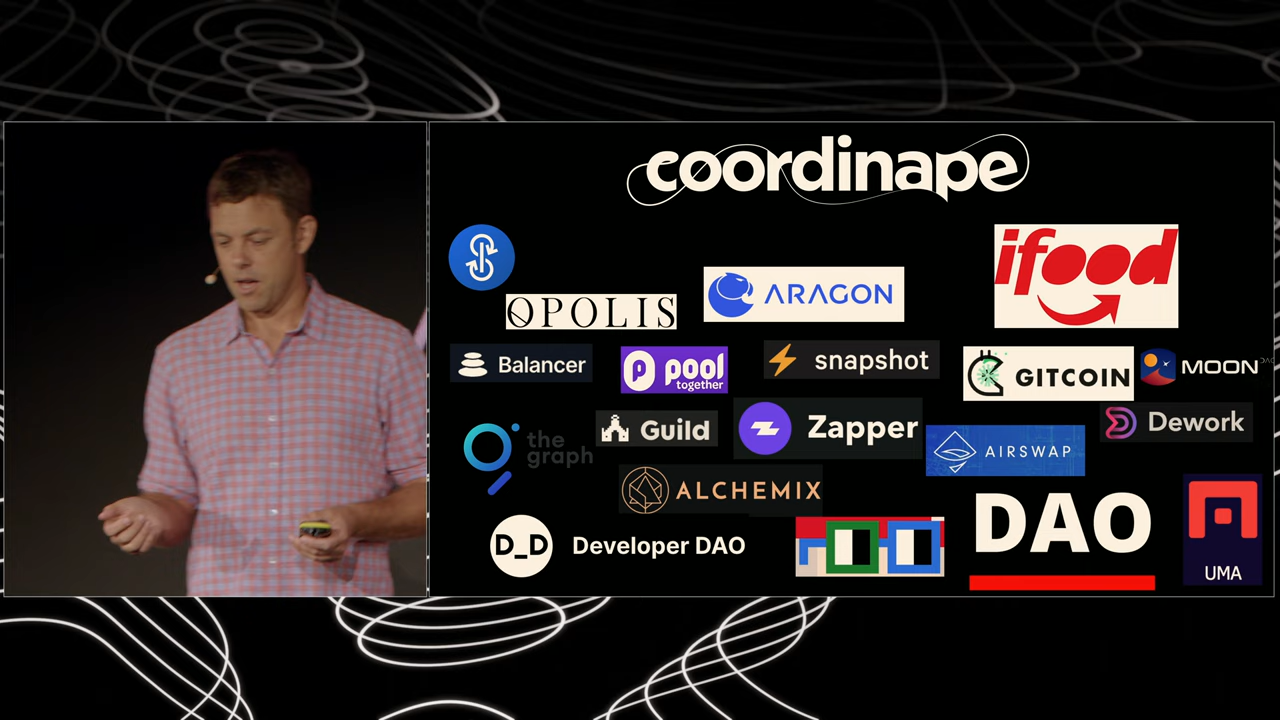 coordinape
ifood
ARAGON
OPOLIS
Balancer
pool
together
snapshot
GITCOIN
MOONDAO
the
graph
Guild
Zapper
AIRSWAP
Dework
ALCHEMIX
D_D
Developer DAO
DAO
UMA